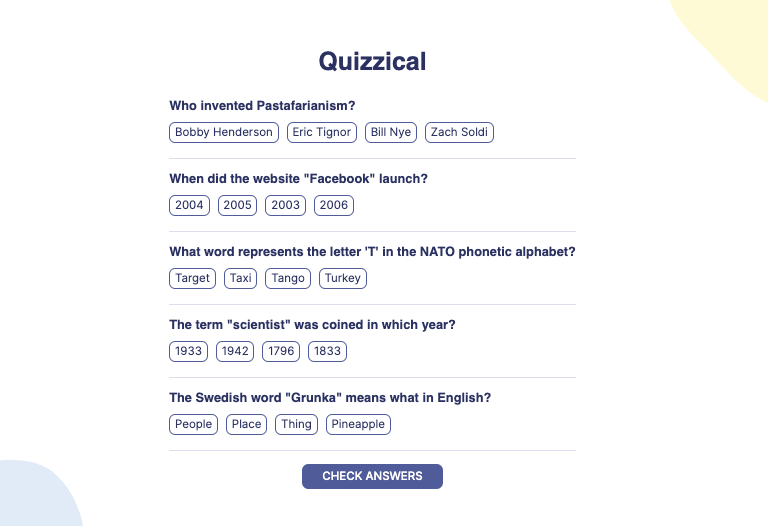 Quizzical
Who invented Pastafarianism?
Bobby Henderson Eric Tignor Bill Nye Zach Soldi
When did the website "Facebook" launch?
2004 2005 2003 2006
What word represents the letter 'T' in the NATO phonetic alphabet?
Target Taxi Tango Turkey
The term "scientist" was coined in which year?
1933 1942 1796 1833
The Swedish word "Grunka" means what in English?
People Place Thing Pineapple
CHECK ANSWERS